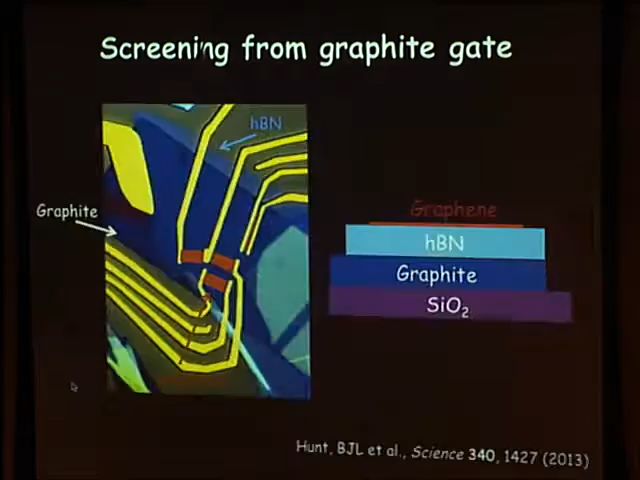 Screening from graphite gate
hBN
Graphite
Graphene
hBN
Graphite
SiO₂
Hunt, BJL et al., Science 340, 1427 (2013)